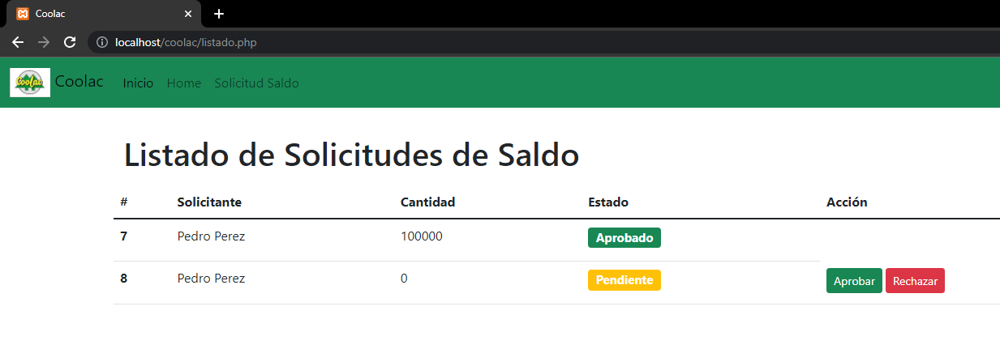 Coolac
localhost/coolac/listado.php
Coolac Coolac Inicio Home Solicitud Saldo
Listado de Solicitudes de Saldo
# Solicitante Cantidad Estado Acción
7 Pedro Perez 100000 Aprobado
8 Pedro Perez 0 Pendiente Aprobar Rechazar